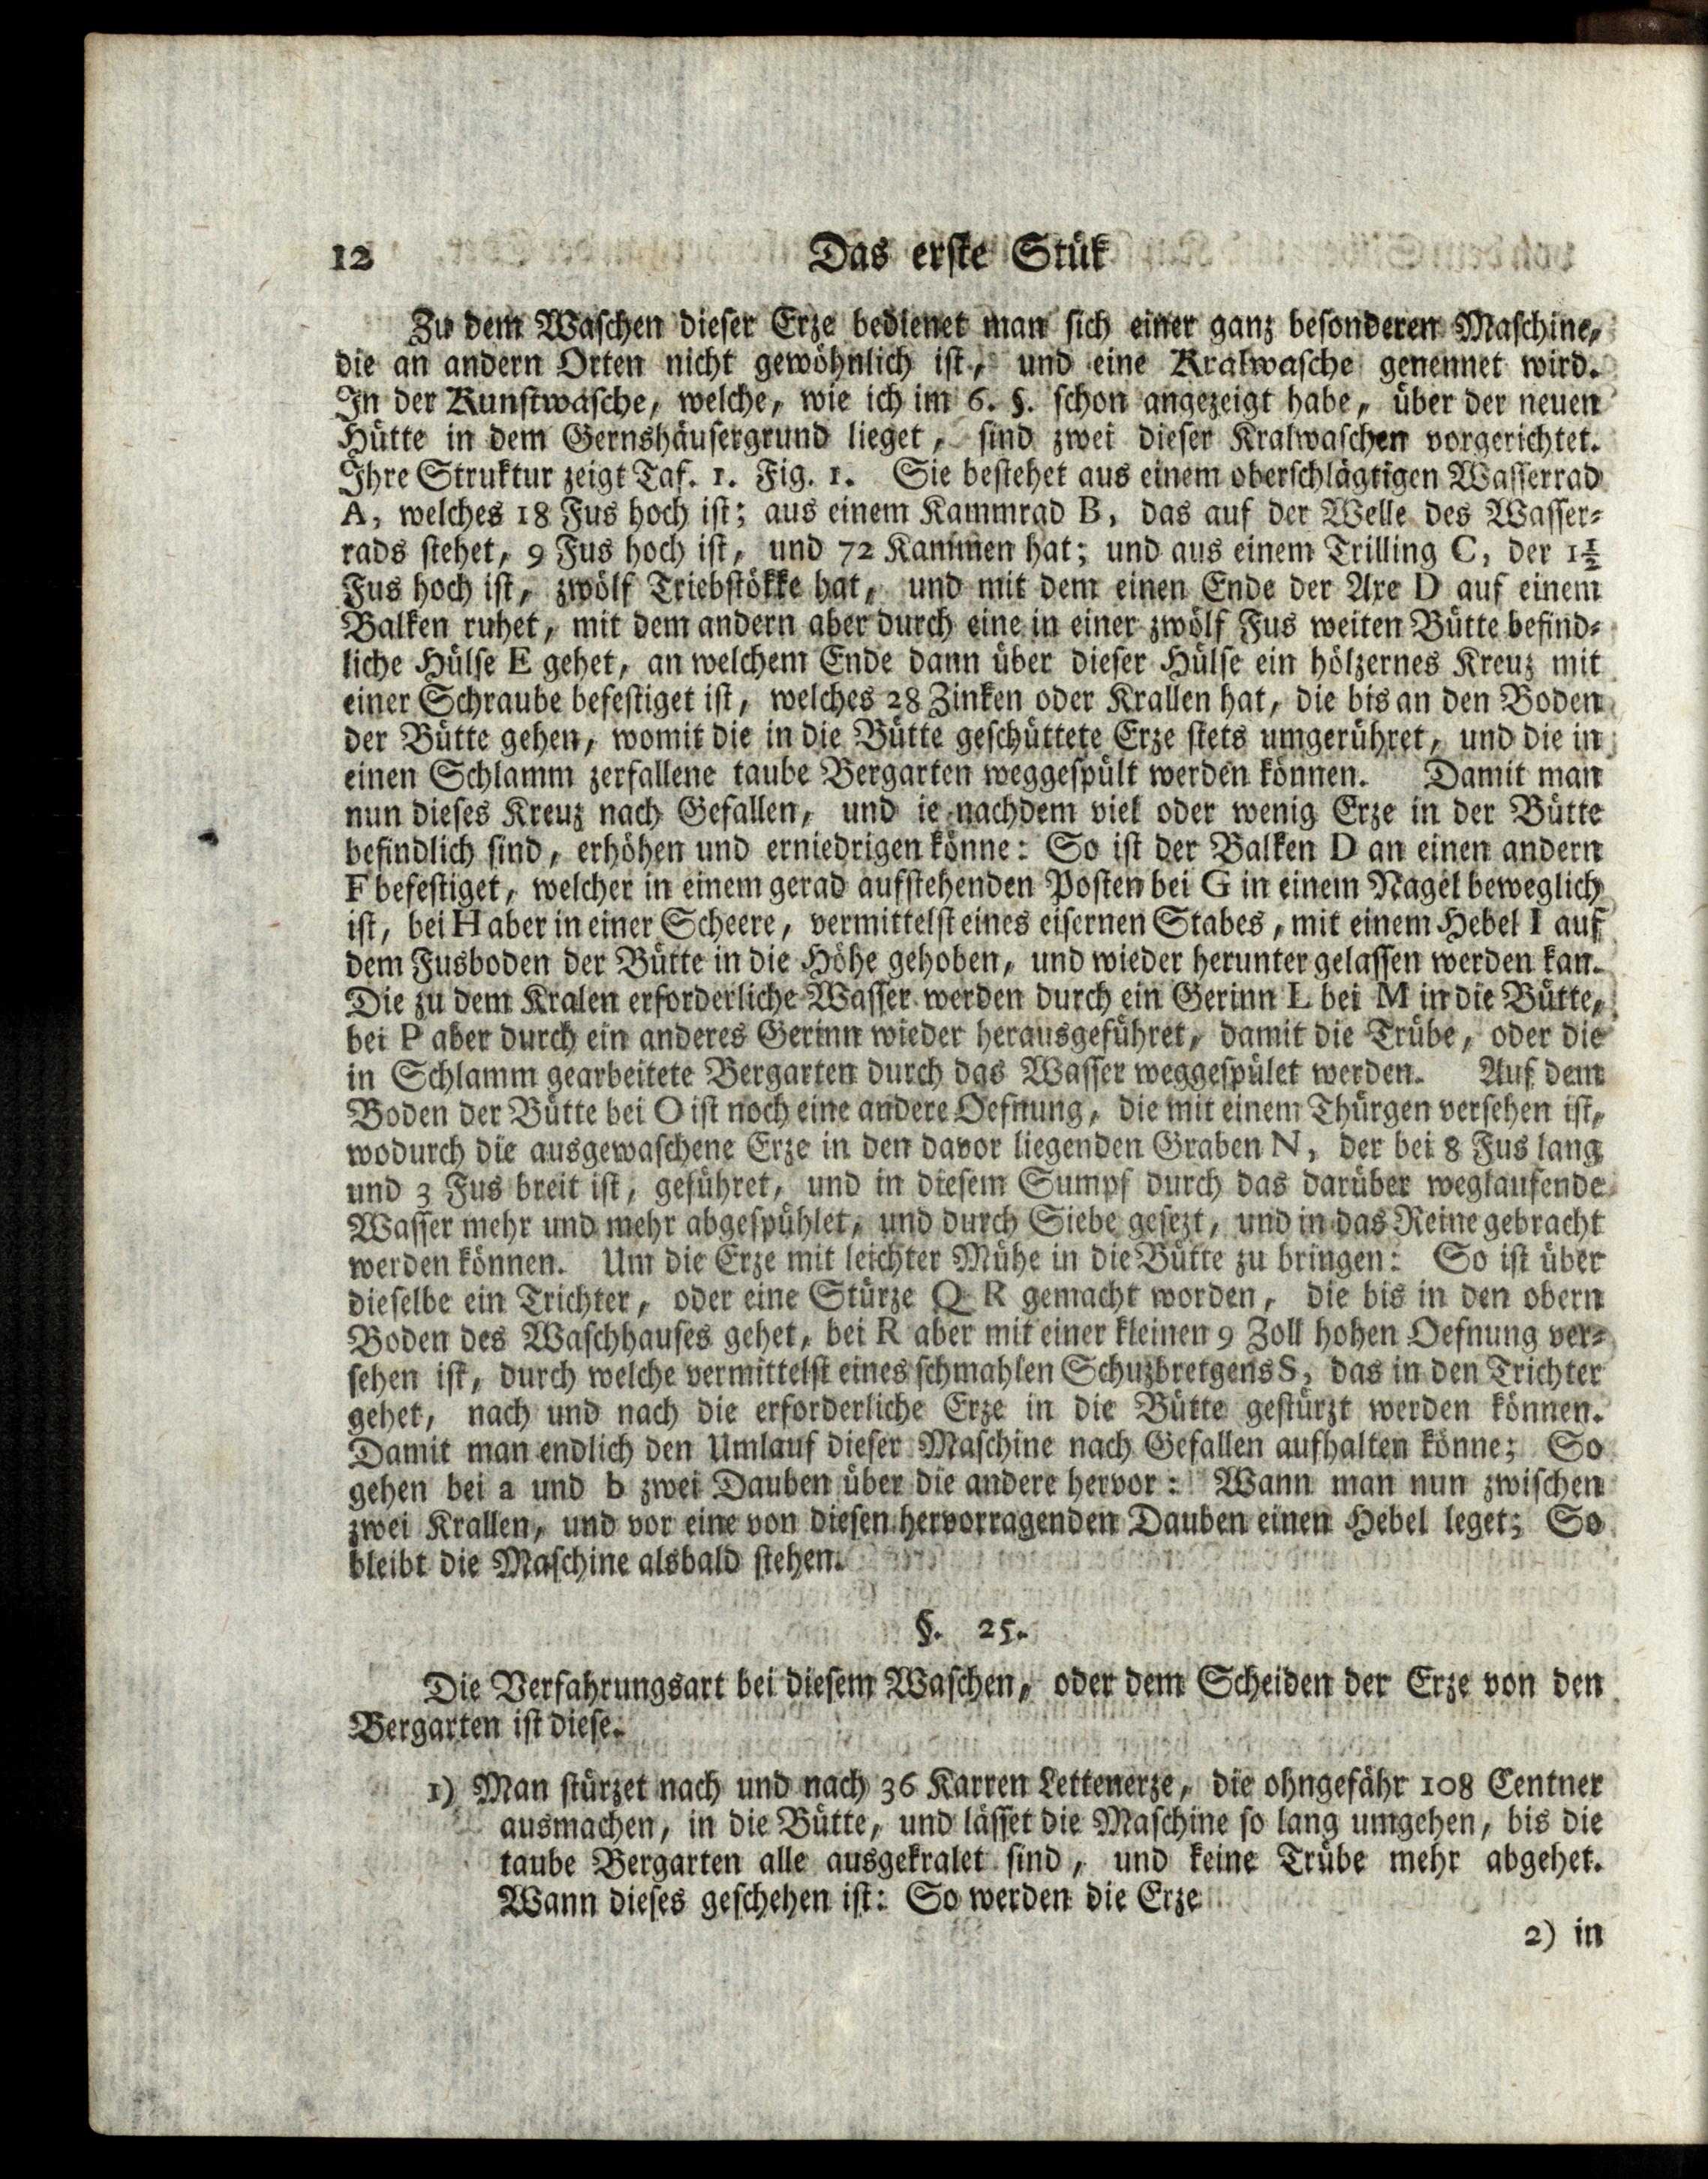 12 Das erste Stük
Zu dem Waschen dieser Erze bedienet man sich einer ganz besonderen Maschine,
die an andern Orten nicht gewöhnlich ist, und eine Kralwasche genennet wird.
In der Kunstwasche, welche, wie ich im 6. §. schon angezeigt habe, über der neuen
Hütte in dem Gernshäusergrund lieget, sind zwei dieser Kralwaschen vorgerichtet.
Ihre Struktur zeigt Taf. 1. Fig. 1. Sie bestehet aus einem oberschlägtigen Wasserrad
A, welches 18 Fus hoch ist; aus einem Kammrad B, das auf der Welle des Wasser-
rads stehet, 9 Fus hoch ist, und 72 Kammen hat; und aus einem Trilling C, der 1½
Fus hoch ist, zwölf Triebstökke hat, und mit dem einen Ende der Axe D auf einem
Balken ruhet, mit dem andern aber durch eine in einer zwölf Fus weiten Bütte befind-
liche Hülse E gehet, an welchem Ende dann über dieser Hülse ein hölzernes Kreuz mit
einer Schraube befestiget ist, welches 28 Zinken oder Krallen hat, die bis an den Boden
der Bütte gehen, womit die in die Bütte geschüttete Erze stets umgerühret, und die in
einen Schlamm zerfallene taube Bergarten weggespült werden können. Damit man
nun dieses Kreuz nach Gefallen, und ie nachdem viel oder wenig Erze in der Bütte
befindlich sind, erhöhen und erniedrigen könne: So ist der Balken D an einen andern
F befestiget, welcher in einem gerad aufstehenden Posten bei G in einem Nagel beweglich
ist, bei H aber in einer Scheere, vermittelst eines eisernen Stabes, mit einem Hebel I auf
dem Fusboden der Bütte in die Höhe gehoben, und wieder herunter gelassen werden kan.
Die zu dem Kralen erforderliche Wasser werden durch ein Gerinn L bei M in die Bütte,
bei P aber durch ein anderes Gerinn wieder herausgeführet, damit die Trübe, oder die
in Schlamm gearbeitete Bergarten durch das Wasser weggespület werden. Auf dem
Boden der Bütte bei O ist noch eine andere Oefnung, die mit einem Thürgen versehen ist,
wodurch die ausgewaschene Erze in den davor liegenden Graben N, der bei 8 Fus lang
und 3 Fus breit ist, geführet, und in diesem Sumpf durch das darüber weglaufende
Wasser mehr und mehr abgespühlet, und durch Siebe gesezt, und in das Reine gebracht
werden können. Um die Erze mit leichter Mühe in die Bütte zu bringen: So ist über
dieselbe ein Trichter, oder eine Stürze Q R gemacht worden, die bis in den obern
Boden des Waschhauses gehet, bei R aber mit einer kleinen 9 Zoll hohen Oefnung ver-
sehen ist, durch welche vermittelst eines schmahlen Schuzbretgens S, das in den Trichter
gehet, nach und nach die erforderliche Erze in die Bütte gestürzt werden können.
Damit man endlich den Umlauf dieser Maschine nach Gefallen aufhalten könne; So
gehen bei a und b zwei Dauben über die andere hervor: Wann man nun zwischen
zwei Krallen, und vor eine von diesen hervorragenden Dauben einen Hebel leget; So
bleibt die Maschine alsbald stehen.
§. 25.
Die Verfahrungsart bei diesem Waschen, oder dem Scheiden der Erze von den
Bergarten ist diese.
1) Man stürzet nach und nach 36 Karren Lettenerze, die ohngefähr 108 Centner
ausmachen, in die Bütte, und lässet die Maschine so lang umgehen, bis die
taube Bergarten alle ausgekralet sind, und keine Trübe mehr abgehet.
Wann dieses geschehen ist: So werden die Erze
2) in